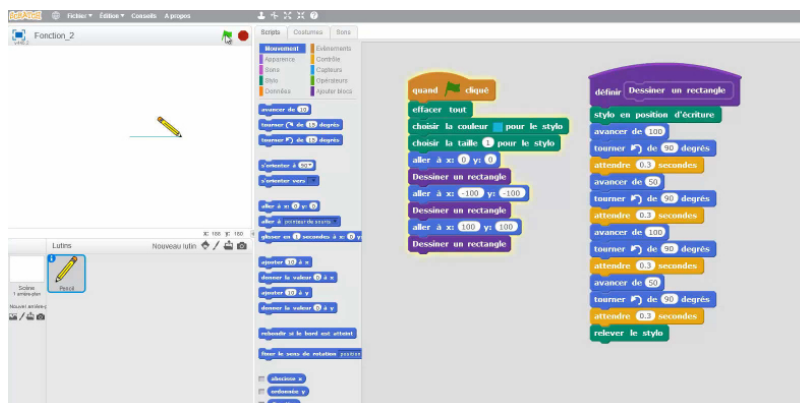 SCRATCH Fichier Édition Conseils A propos
Fonction_2
Scripts Costumes Sons
Mouvement Evénements
Apparence Contrôle
Sons Capteurs
Stylo Opérateurs
Données Ajouter blocs
avancer de 10
tourner de 15 degrés
tourner de 15 degrés
s'orienter à 90
s'orienter vers
aller à x: 0 y: 0
aller à pointeur de souris
glisser en 1 secondes à x: 0 y
ajouter 10 à x
donner la valeur 0 à x
ajouter 10 à y
donner la valeur 0 à y
rebondir si le bord est atteint
fixer le sens de rotation position
abscisse x
ordonnée y
quand cliqué
effacer tout
choisir la couleur pour le stylo
choisir la taille 1 pour le stylo
aller à x: 0 y: 0
Dessiner un rectangle
aller à x: -100 y: -100
Dessiner un rectangle
aller à x: 100 y: 100
Dessiner un rectangle
définir Dessiner un rectangle
stylo en position d'écriture
avancer de 100
tourner de 90 degrés
attendre 0.3 secondes
avancer de 50
tourner de 90 degrés
attendre 0.3 secondes
avancer de 100
tourner de 90 degrés
attendre 0.3 secondes
avancer de 50
tourner de 90 degrés
attendre 0.3 secondes
relever le stylo
Lutins Nouveau lutin
Scène
1 arrière-plan
Pencil